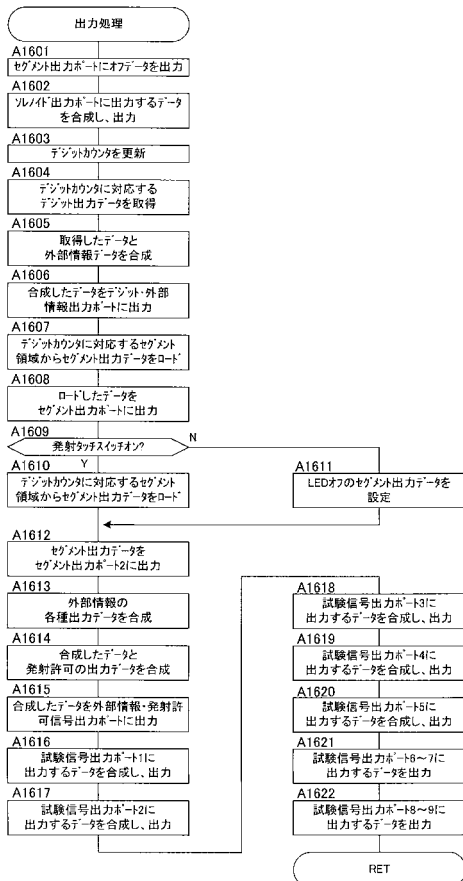 出力処理
A1601
セグメント出力ポートにオフデータを出力
A1602
ソレノイド出力ポートに出力するデータ
を合成し、出力
A1603
デジットカウンタを更新
A1604
デジットカウンタに対応する
デジット出力データを取得
A1605
取得したデータと
外部情報データを合成
A1606
合成したデータをデジット・外部
情報出力ポートに出力
A1607
デジットカウンタに対応するセグメント
領域からセグメント出力データをロード
A1608
ロードしたデータを
セグメント出力ポートに出力
A1609
発射タッチスイッチオン?
N
Y
A1610
デジットカウンタに対応するセグメント
領域からセグメント出力データをロード
A1611
LEDオフのセグメント出力データを
設定
A1612
セグメント出力データを
セグメント出力ポート2に出力
A1613
外部情報の
各種出力データを合成
A1614
合成したデータと
発射許可の出力データを合成
A1615
合成したデータを外部情報・発射許
可信号出力ポートに出力
A1616
試験信号出力ポート1に
出力するデータを合成し、出力
A1617
試験信号出力ポート2に
出力するデータを合成し、出力
A1618
試験信号出力ポート3に
出力するデータを合成し、出力
A1619
試験信号出力ポート4に
出力するデータを合成し、出力
A1620
試験信号出力ポート5に
出力するデータを合成し、出力
A1621
試験信号出力ポート6～7に
出力するデータを出力
A1622
試験信号出力ポート8～9に
出力するデータを出力
RET